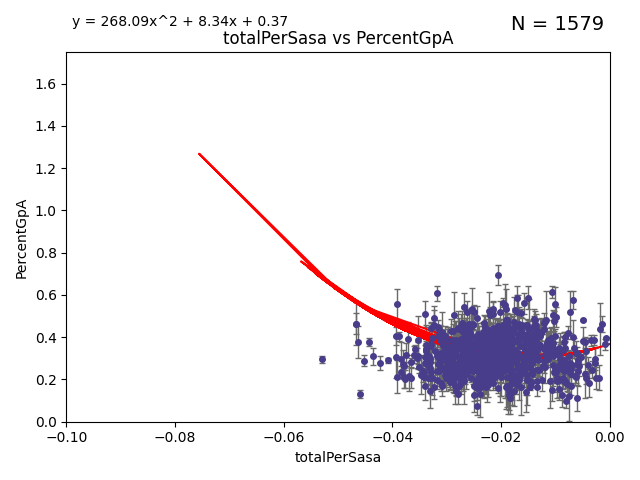 y = 268.09x^2 + 8.34x + 0.37
N = 1579
totalPerSasa vs PercentGpA
1.6
1.4
1.2
1.0
0.8
0.6
0.4
0.2
0.0
PercentGpA
−0.10 −0.08 −0.06 −0.04 −0.02 0.00
totalPerSasa